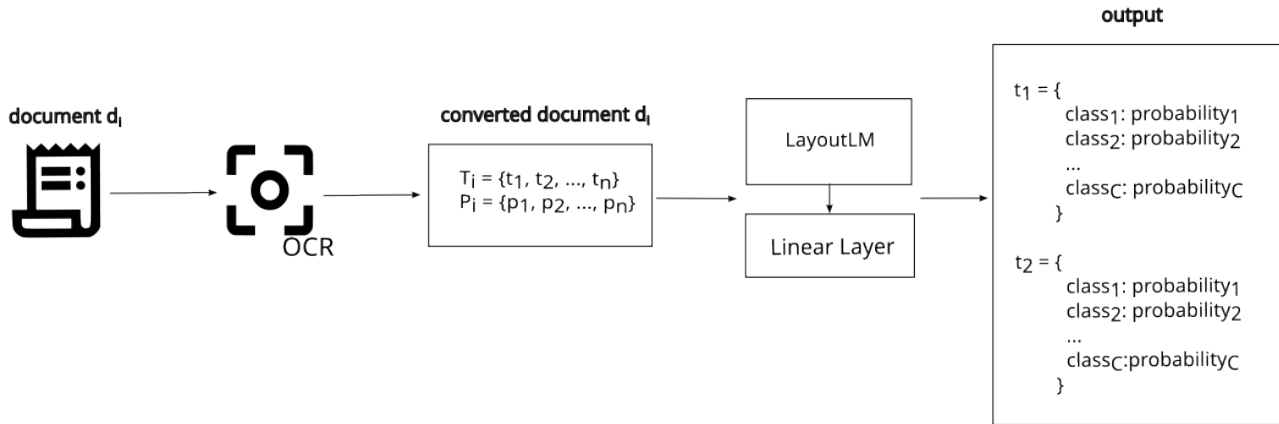 document dᵢ
OCR
converted document dᵢ
Tᵢ = {t₁, t₂, ..., tₙ}
Pᵢ = {p₁, p₂, ..., pₙ}
LayoutLM
Linear Layer
output
t₁ = {
class₁: probability₁
class₂: probability₂
...
classC: probabilityC
}
t₂ = {
class₁: probability₁
class₂: probability₂
...
classC:probabilityC
}